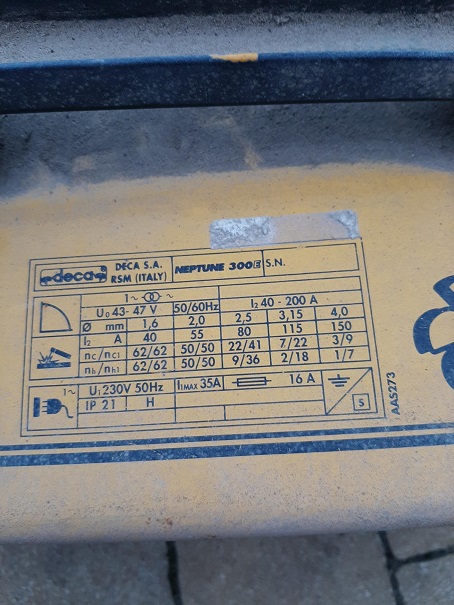 deca DECA S.A. RSM (ITALY) NEPTUNE 300E S.N.
1~ ~ 50/60Hz I2 40 - 200 A
U0 43- 47 V
Ø mm 1,6 2,0 2,5 3,15 4,0
I2 A 40 55 80 115 150
nc/nc1 62/62 50/50 22/41 7/22 3/9
nh/nh1 62/62 50/50 9/36 2/18 1/7
1~ U1 230V 50Hz I1MAX 35A 16 A
IP 21 H S
AA5273